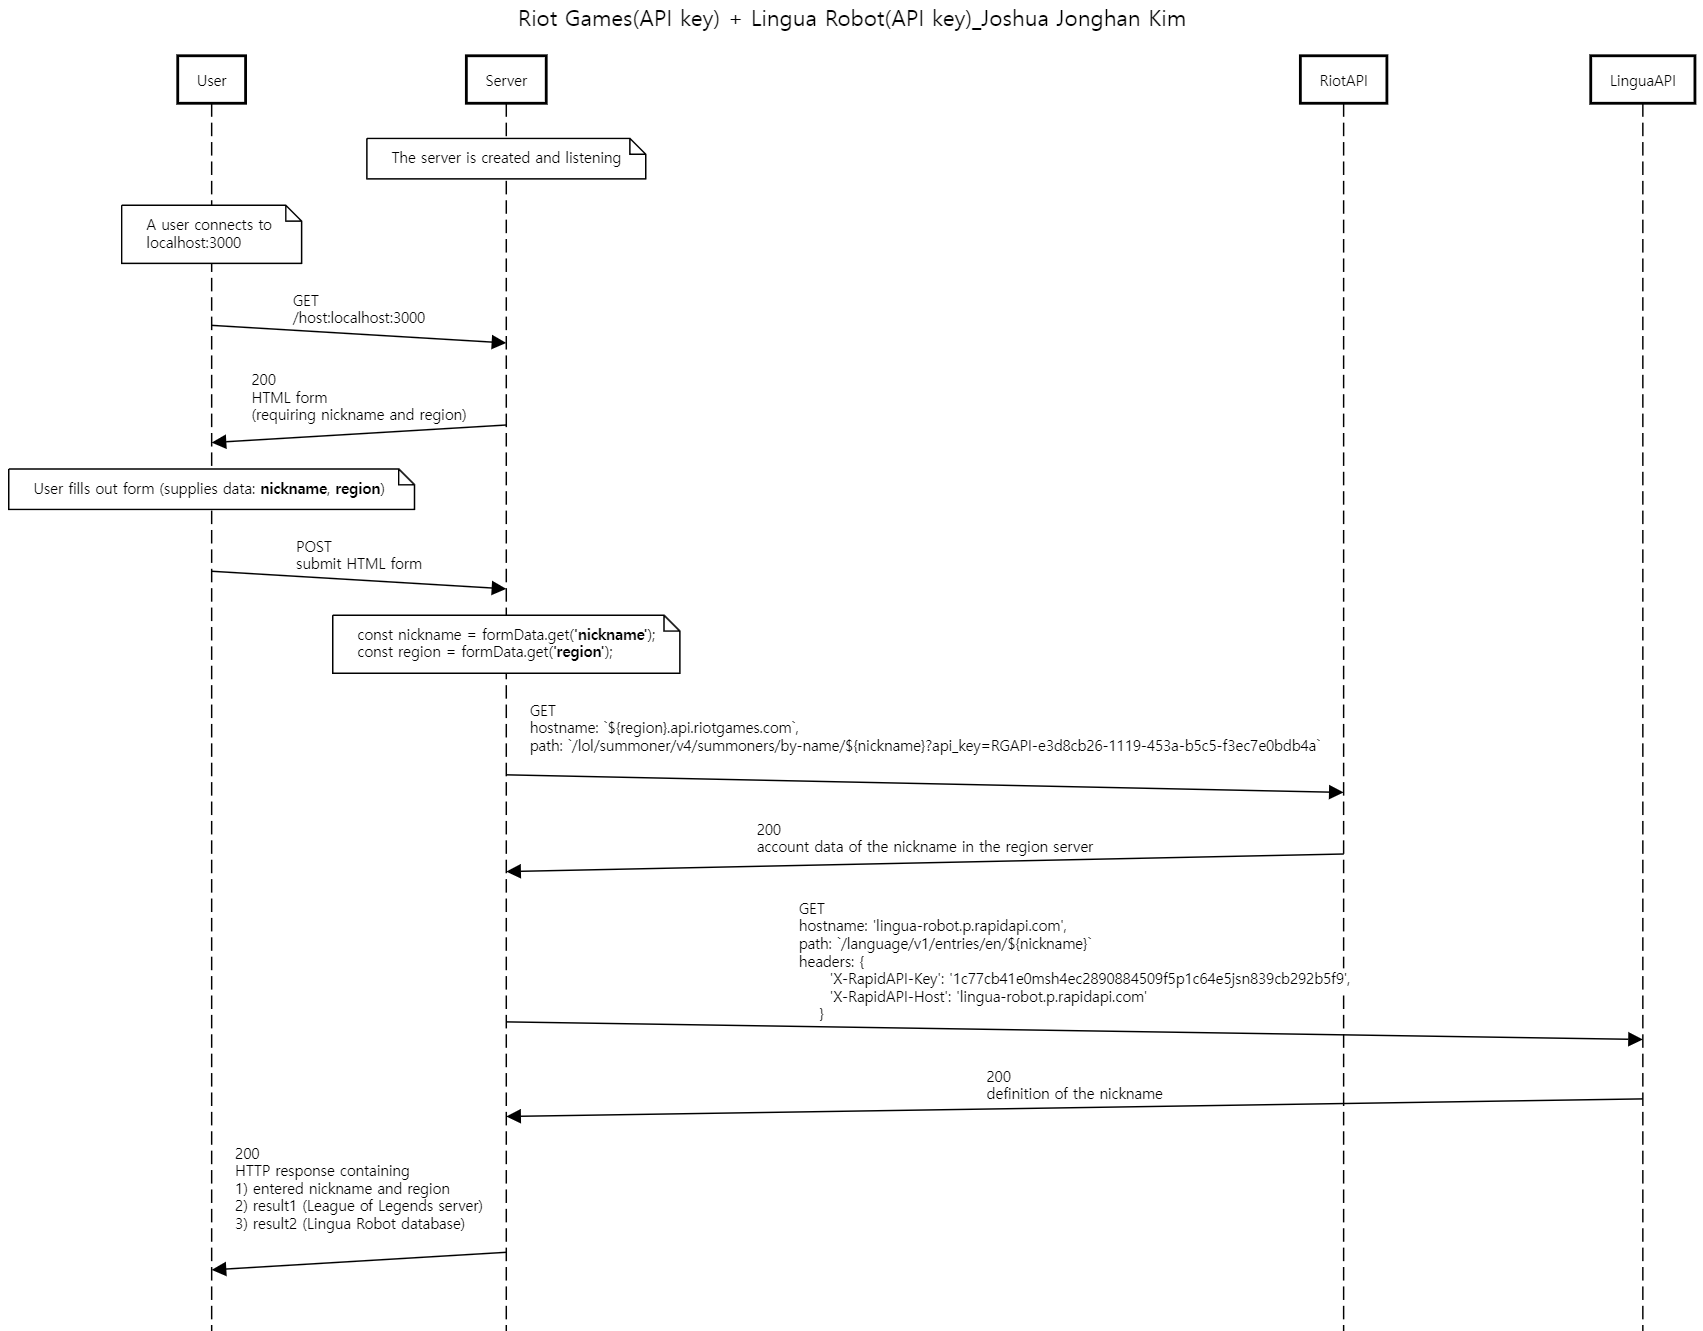 Riot Games(API key) + Lingua Robot(API key)_Joshua Jonghan Kim
User
Server
RiotAPI
LinguaAPI
The server is created and listening
A user connects to
localhost:3000
GET
/host:localhost:3000
200
HTML form
(requiring nickname and region)
User fills out form (supplies data: nickname, region)
POST
submit HTML form
const nickname = formData.get('nickname');
const region = formData.get('region');
GET
hostname: `${region}.api.riotgames.com`,
path: `/lol/summoner/v4/summoners/by-name/${nickname}?api_key=RGAPI-e3d8cb26-1119-453a-b5c5-f3ec7e0bdb4a`
200
account data of the nickname in the region server
GET
hostname: 'lingua-robot.p.rapidapi.com',
path: `/language/v1/entries/en/${nickname}`
headers: {
'X-RapidAPI-Key': '1c77cb41e0msh4ec2890884509f5p1c64e5jsn839cb292b5f9',
'X-RapidAPI-Host': 'lingua-robot.p.rapidapi.com'
}
200
definition of the nickname
200
HTTP response containing
1) entered nickname and region
2) result1 (League of Legends server)
3) result2 (Lingua Robot database)